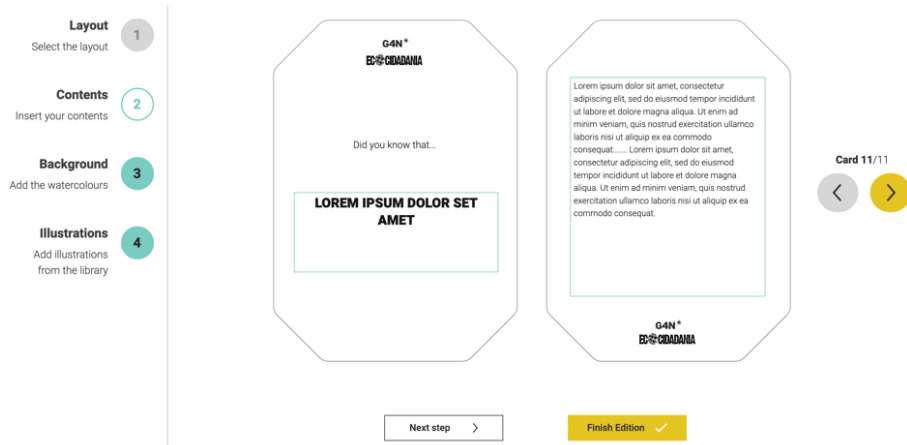 Layout
Select the layout
1
Contents
Insert your contents
2
Background
Add the watercolours
3
Illustrations
Add illustrations
from the library
4
G4N*
EC CIDADANIA
Did you know that...
LOREM IPSUM DOLOR SET
AMET
Lorem ipsum dolor sit amet, consectetur
adipiscing elit, sed do eiusmod tempor incididunt
ut labore et dolore magna aliqua. Ut enim ad
minim veniam, quis nostrud exercitation ullamco
laboris nisi ut aliquip ex ea commodo
consequat....... Lorem ipsum dolor sit amet,
consectetur adipiscing elit, sed do eiusmod
tempor incididunt ut labore et dolore magna
aliqua. Ut enim ad minim veniam, quis nostrud
exercitation ullamco laboris nisi ut aliquip ex ea
commodo consequat.
G4N*
EC CIDADANIA
Card 11/11
Next step
Finish Edition